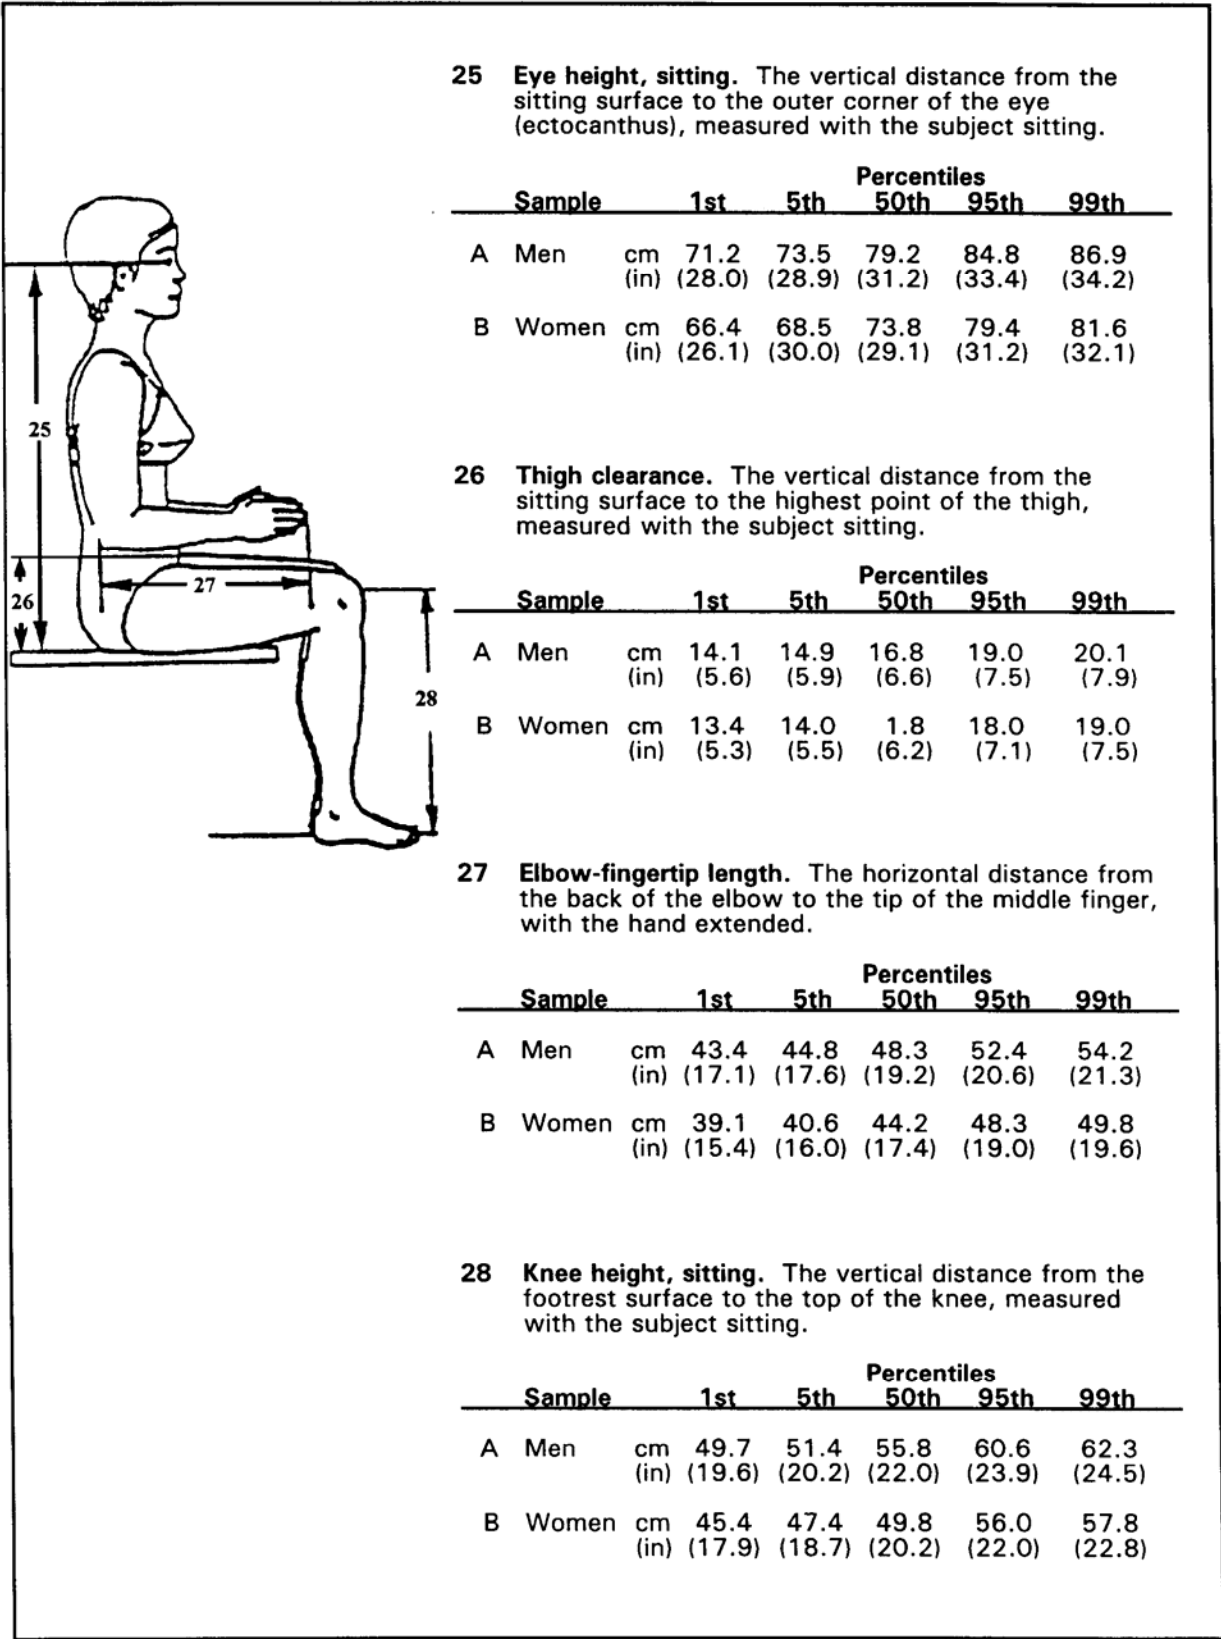 25 Eye height, sitting. The vertical distance from the
sitting surface to the outer corner of the eye
(ectocanthus), measured with the subject sitting.
Percentiles
Sample 1st 5th 50th 95th 99th
A Men cm 71.2 73.5 79.2 84.8 86.9
(in) (28.0) (28.9) (31.2) (33.4) (34.2)
B Women cm 66.4 68.5 73.8 79.4 81.6
(in) (26.1) (30.0) (29.1) (31.2) (32.1)
25
26 Thigh clearance. The vertical distance from the
sitting surface to the highest point of the thigh,
measured with the subject sitting.
27
26
28
Percentiles
Sample 1st 5th 50th 95th 99th
A Men cm 14.1 14.9 16.8 19.0 20.1
(in) (5.6) (5.9) (6.6) (7.5) (7.9)
B Women cm 13.4 14.0 1.8 18.0 19.0
(in) (5.3) (5.5) (6.2) (7.1) (7.5)
27 Elbow-fingertip length. The horizontal distance from
the back of the elbow to the tip of the middle finger,
with the hand extended.
Percentiles
Sample 1st 5th 50th 95th 99th
A Men cm 43.4 44.8 48.3 52.4 54.2
(in) (17.1) (17.6) (19.2) (20.6) (21.3)
B Women cm 39.1 40.6 44.2 48.3 49.8
(in) (15.4) (16.0) (17.4) (19.0) (19.6)
28 Knee height, sitting. The vertical distance from the
footrest surface to the top of the knee, measured
with the subject sitting.
Percentiles
Sample 1st 5th 50th 95th 99th
A Men cm 49.7 51.4 55.8 60.6 62.3
(in) (19.6) (20.2) (22.0) (23.9) (24.5)
B Women cm 45.4 47.4 49.8 56.0 57.8
(in) (17.9) (18.7) (20.2) (22.0) (22.8)